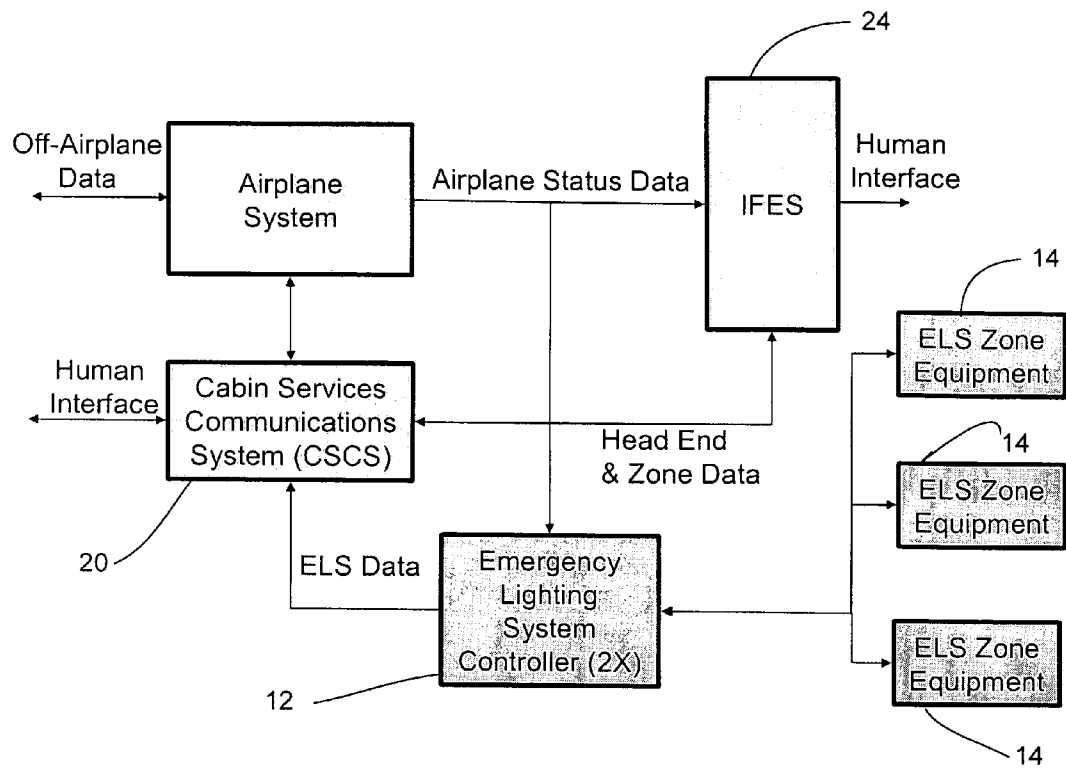 24
Off-Airplane
Data
Airplane
System
Airplane Status Data
IFES
Human
Interface
14
ELS Zone
Equipment
Human
Interface
Cabin Services
Communications
System (CSCS)
Head End
& Zone Data
14
ELS Zone
Equipment
20
ELS Data
Emergency
Lighting
System
Controller (2X)
12
ELS Zone
Equipment
14